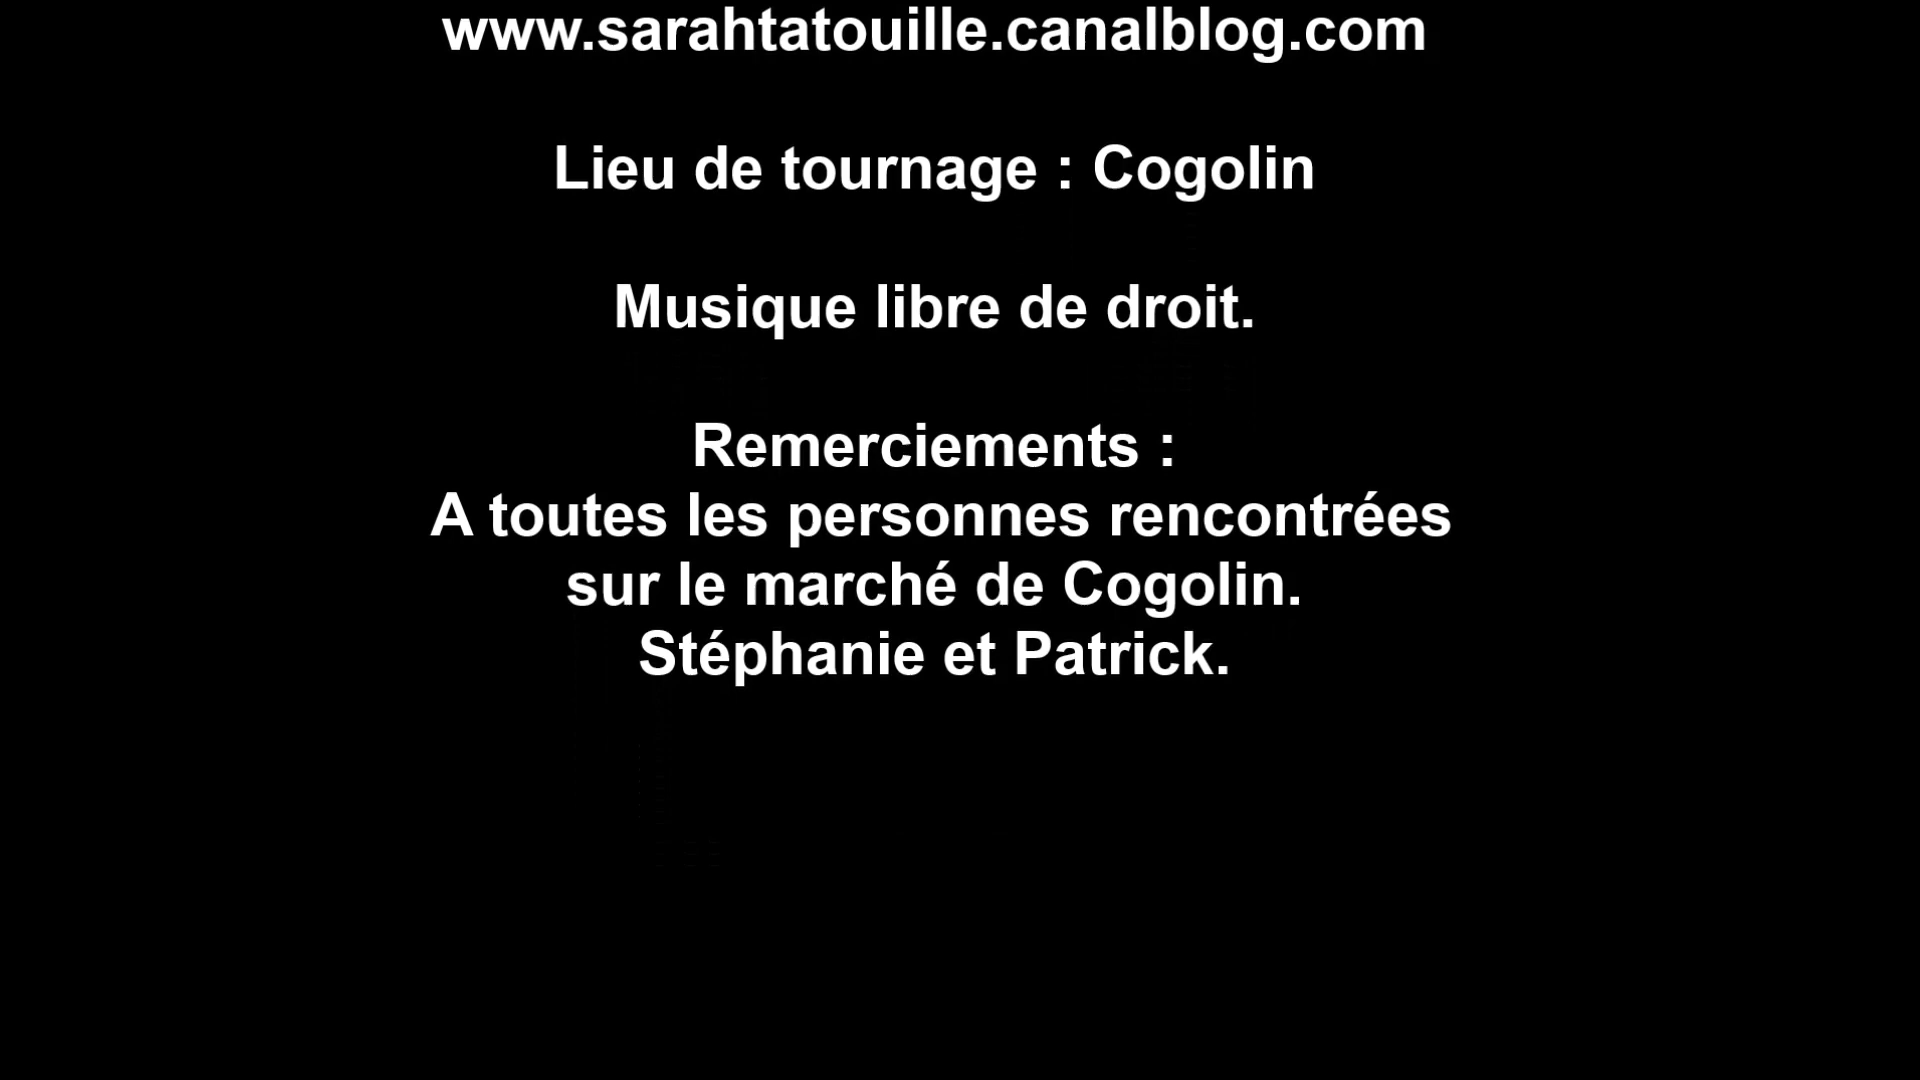 www.sarahtatouille.canalblog.com
Lieu de tournage : Cogolin
Musique libre de droit.
Remerciements :
A toutes les personnes rencontrées
sur le marché de Cogolin.
Stéphanie et Patrick.